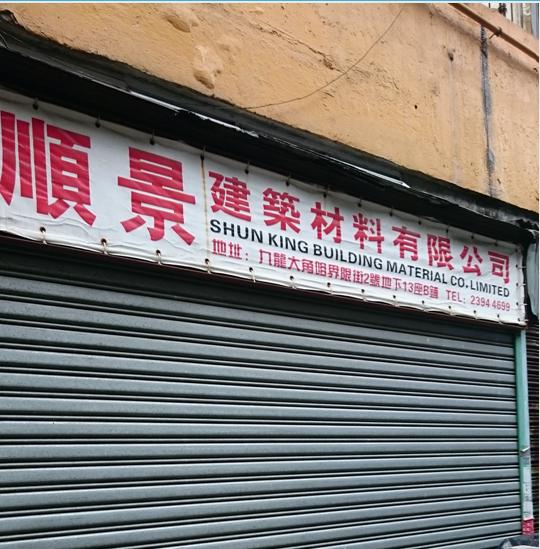 順景
建築材料有限公司
SHUN KING BUILDING MATERIAL CO. LIMITED
地址：九龍大角咀界限街2號地下13座B舖 TEL: 2394 4699